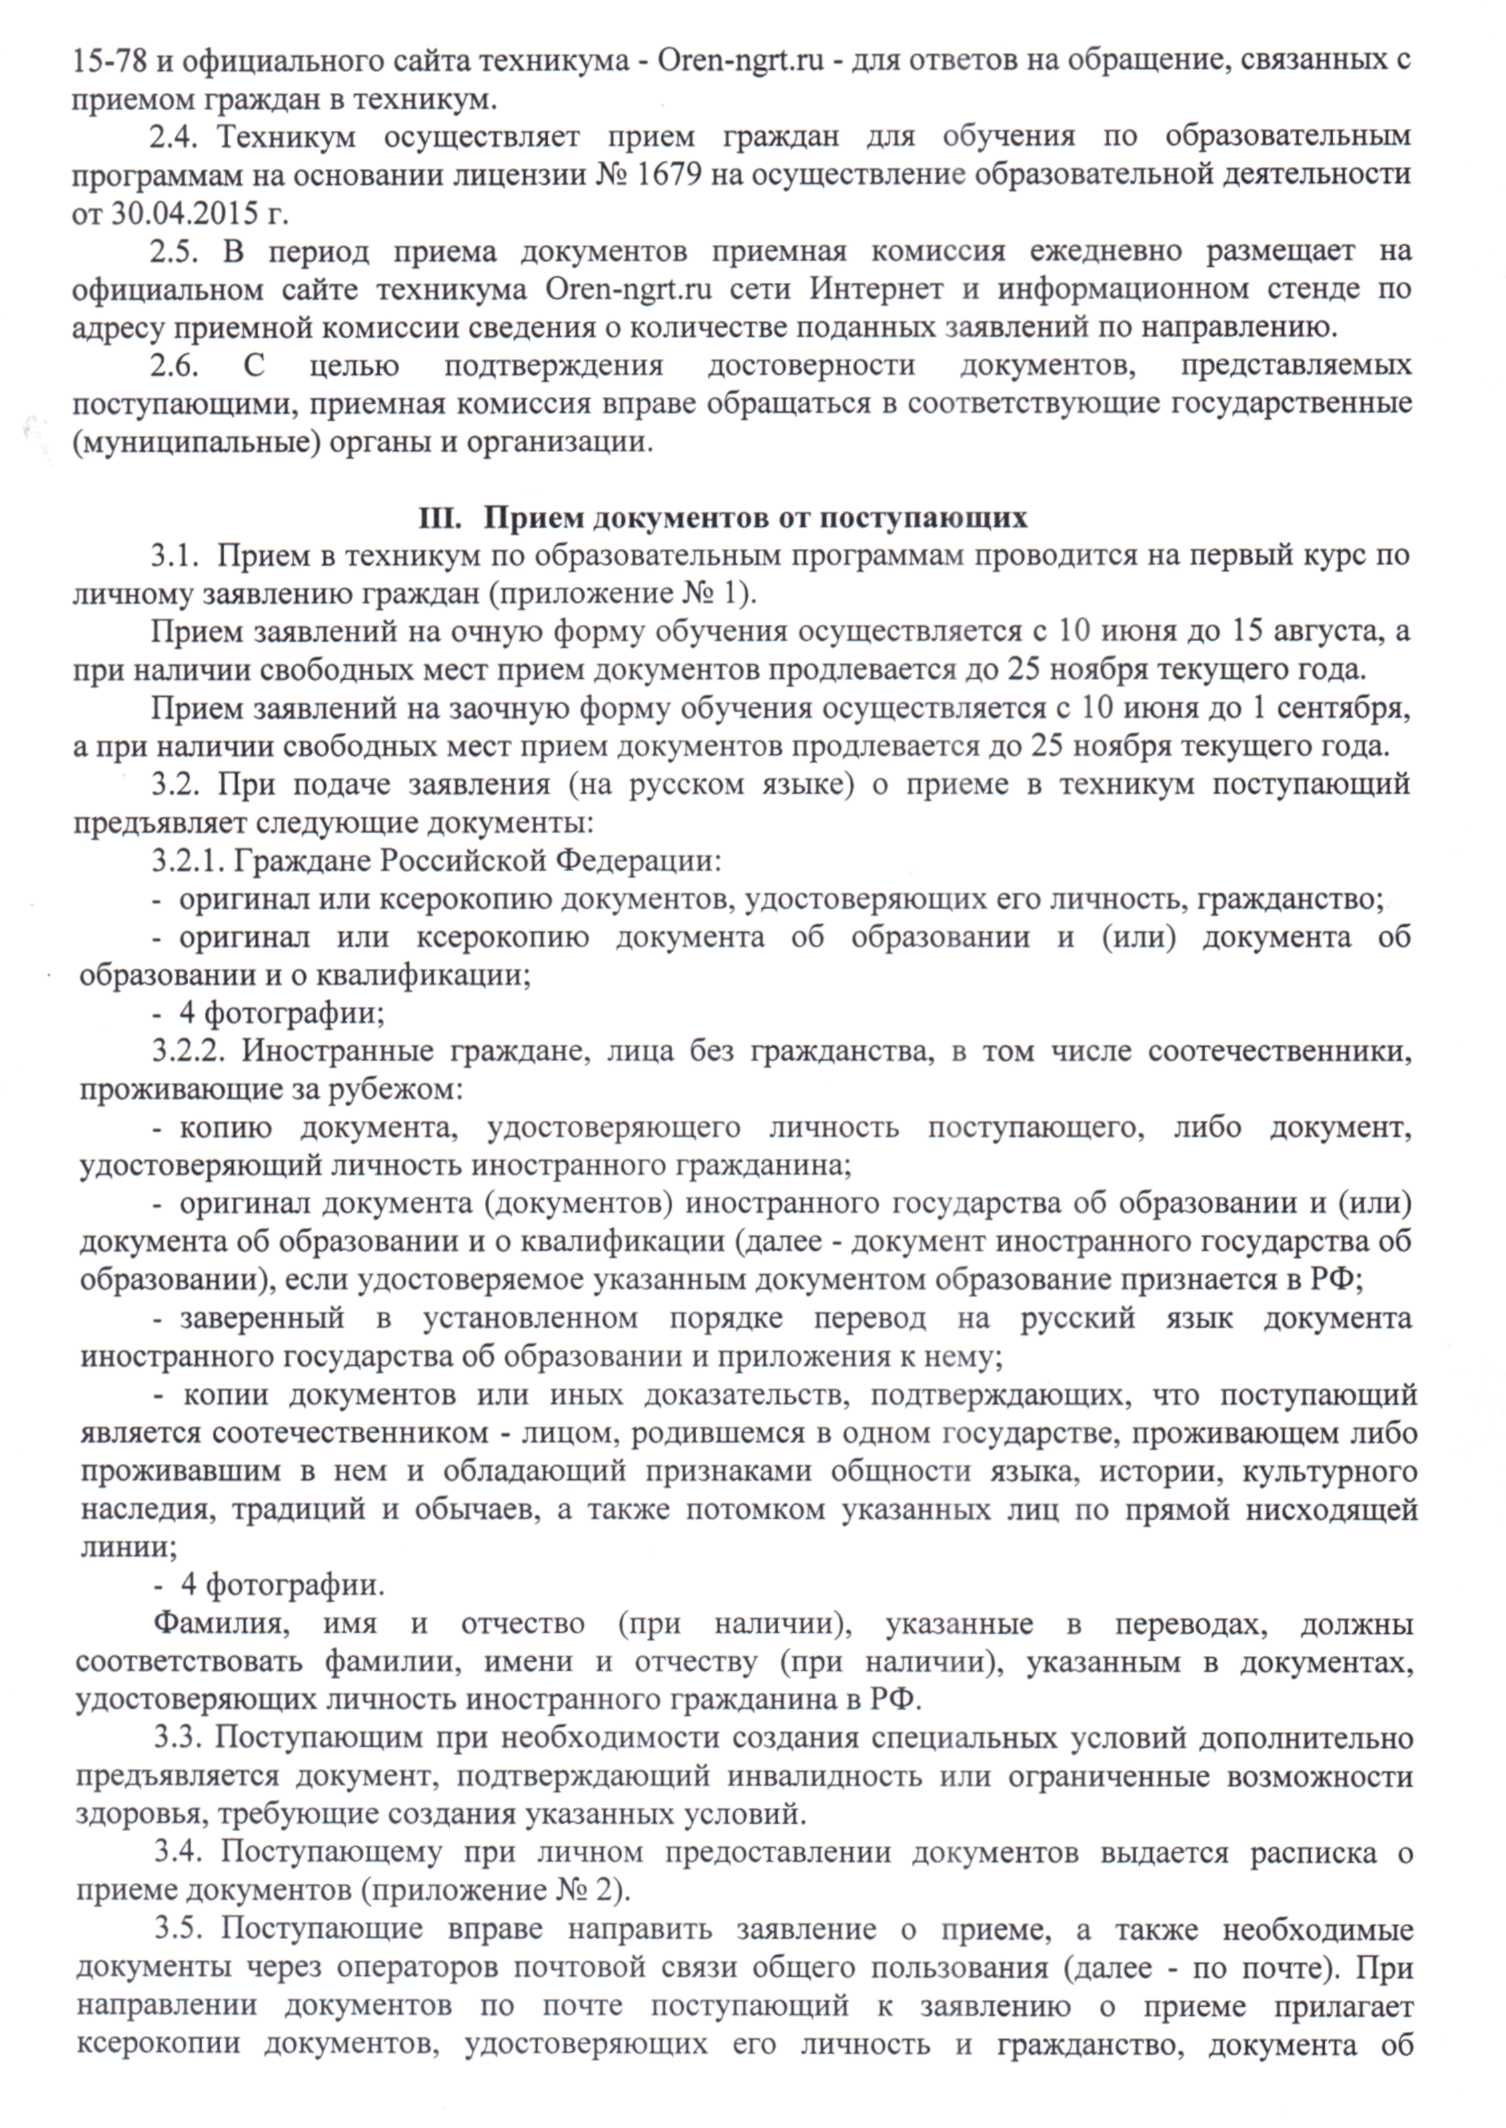 15-78 и официального сайта техникума - Oren-ngrt.ru - для ответов на обращение, связанных с
приемом граждан в техникум.
2.4. Техникум осуществляет прием граждан для обучения по образовательным
программам на основании лицензии № 1679 на осуществление образовательной деятельности
от 30.04.2015 г.
2.5. В период приема документов приемная комиссия ежедневно размещает на
официальном сайте техникума Oren-ngrt.ru сети Интернет и информационном стенде по
адресу приемной комиссии сведения о количестве поданных заявлений по направлению.
2.6. С целью подтверждения достоверности документов, представляемых
поступающими, приемная комиссия вправе обращаться в соответствующие государственные
(муниципальные) органы и организации.
III. Прием документов от поступающих
3.1. Прием в техникум по образовательным программам проводится на первый курс по
личному заявлению граждан (приложение № 1).
Прием заявлений на очную форму обучения осуществляется с 10 июня до 15 августа, а
при наличии свободных мест прием документов продлевается до 25 ноября текущего года.
Прием заявлений на заочную форму обучения осуществляется с 10 июня до 1 сентября,
а при наличии свободных мест прием документов продлевается до 25 ноября текущего года.
3.2. При подаче заявления (на русском языке) о приеме в техникум поступающий
предъявляет следующие документы:
3.2.1. Граждане Российской Федерации:
- оригинал или ксерокопию документов, удостоверяющих его личность, гражданство;
- оригинал или ксерокопию документа об образовании и (или) документа об
образовании и о квалификации;
- 4 фотографии;
3.2.2. Иностранные граждане, лица без гражданства, в том числе соотечественники,
проживающие за рубежом:
- копию документа, удостоверяющего личность поступающего, либо документ,
удостоверяющий личность иностранного гражданина;
- оригинал документа (документов) иностранного государства об образовании и (или)
документа об образовании и о квалификации (далее - документ иностранного государства об
образовании), если удостоверяемое указанным документом образование признается в РФ;
- заверенный в установленном порядке перевод на русский язык документа
иностранного государства об образовании и приложения к нему;
- копии документов или иных доказательств, подтверждающих, что поступающий
является соотечественником - лицом, родившемся в одном государстве, проживающем либо
проживавшим в нем и обладающий признаками общности языка, истории, культурного
наследия, традиций и обычаев, а также потомком указанных лиц по прямой нисходящей
линии;
- 4 фотографии.
Фамилия, имя и отчество (при наличии), указанные в переводах, должны
соответствовать фамилии, имени и отчеству (при наличии), указанным в документах,
удостоверяющих личность иностранного гражданина в РФ.
3.3. Поступающим при необходимости создания специальных условий дополнительно
предъявляется документ, подтверждающий инвалидность или ограниченные возможности
здоровья, требующие создания указанных условий.
3.4. Поступающему при личном предоставлении документов выдается расписка о
приеме документов (приложение № 2).
3.5. Поступающие вправе направить заявление о приеме, а также необходимые
документы через операторов почтовой связи общего пользования (далее - по почте). При
направлении документов по почте поступающий к заявлению о приеме прилагает
ксерокопии документов, удостоверяющих его личность и гражданство, документа об